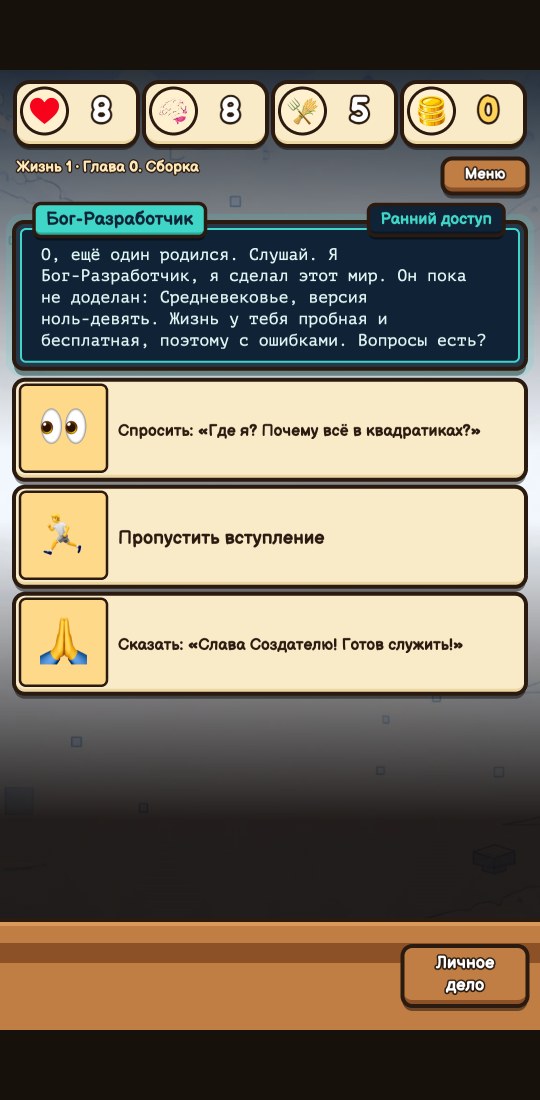 8 8 5 0
Жизнь 1 · Глава 0. Сборка
Меню
Бог-Разработчик
Ранний доступ
О, ещё один родился. Слушай. Я
Бог-Разработчик, я сделал этот мир. Он пока
не доделан: Средневековье, версия
ноль-девять. Жизнь у тебя пробная и
бесплатная, поэтому с ошибками. Вопросы есть?
Спросить: «Где я? Почему всё в квадратиках?»
Пропустить вступление
Сказать: «Слава Создателю! Готов служить!»
Личное
дело